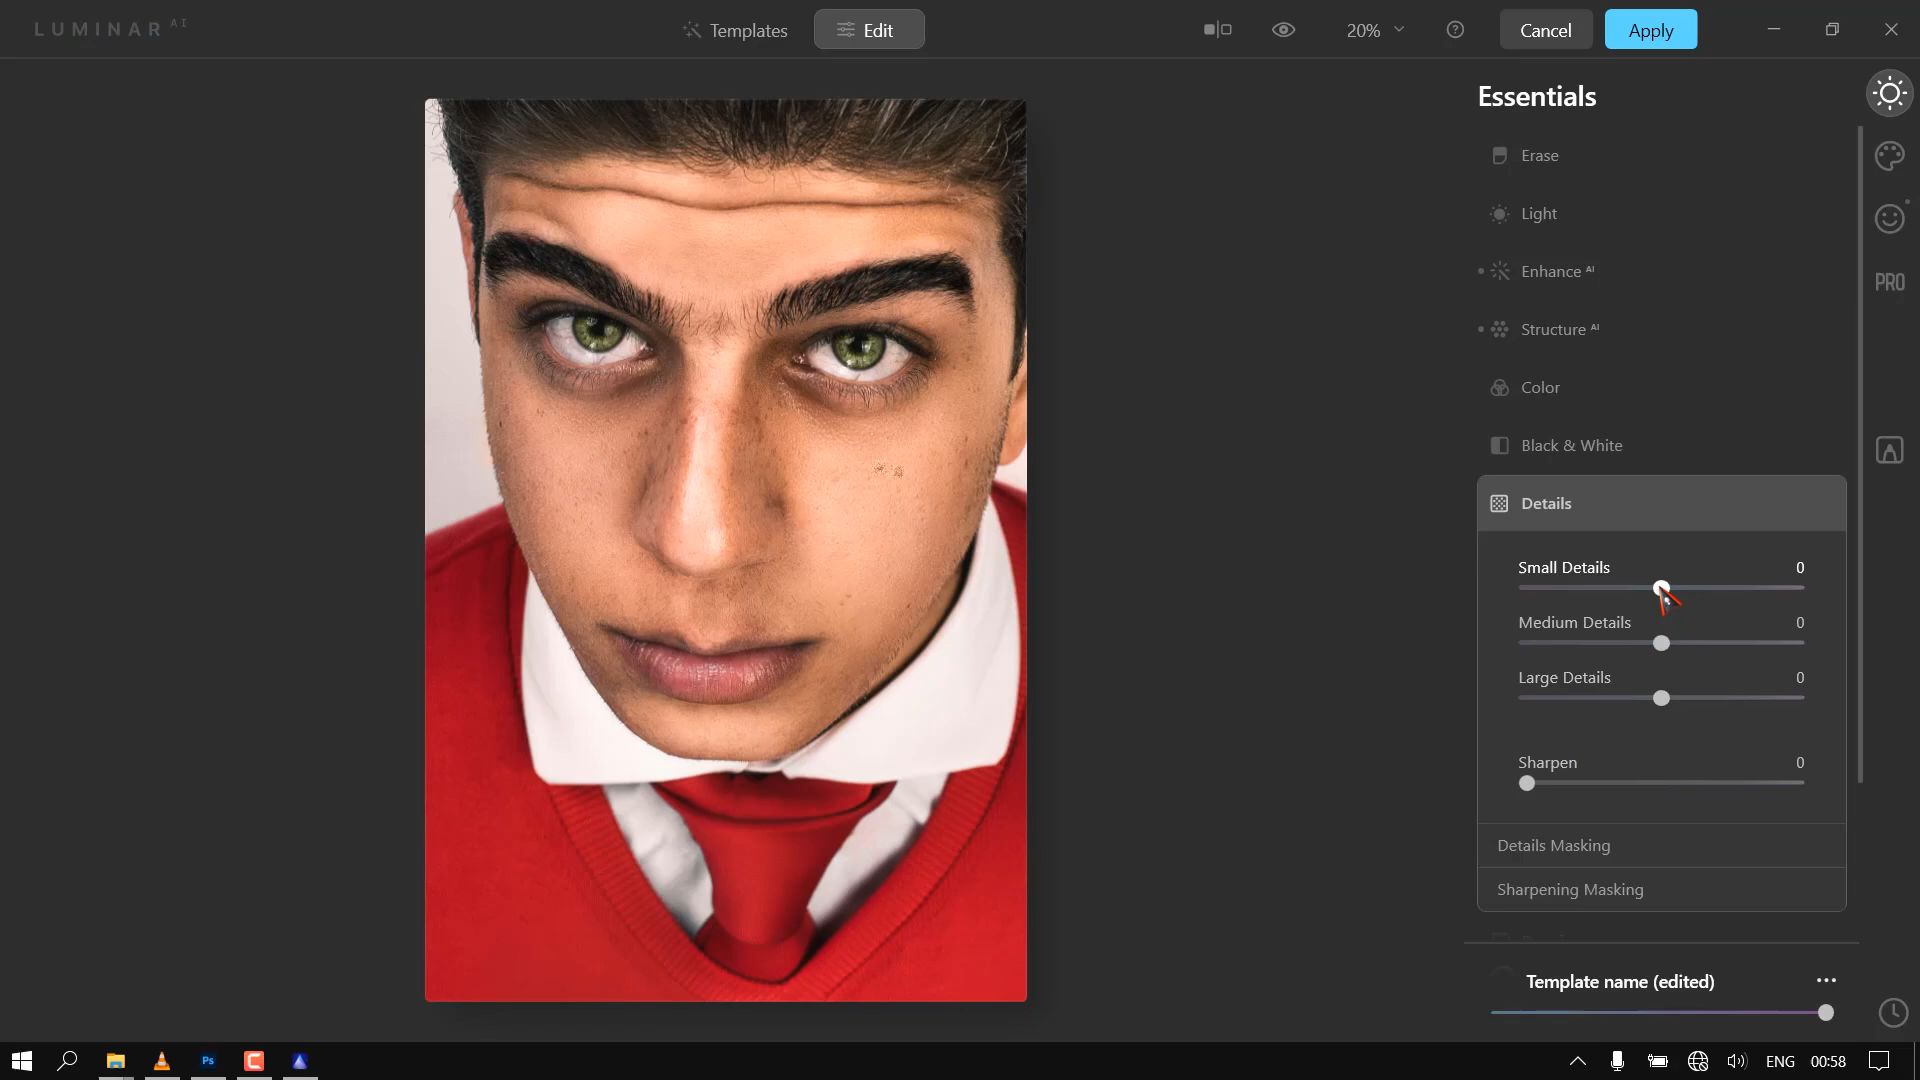 LUMINAR AI
Templates
Edit
20%
Cancel
Apply
Essentials
Erase
Light
Enhance AI
Structure AI
Color
Black & White
PRO
Details
Small Details 0
Medium Details 0
Large Details 0
Sharpen 0
Details Masking
Sharpening Masking
Template name (edited)
Ps
ENG 00:58